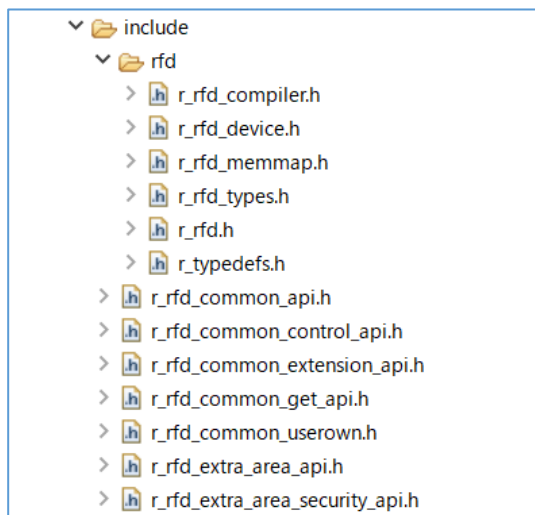 include
rfd
.h r_rfd_compiler.h
.h r_rfd_device.h
.h r_rfd_memmap.h
.h r_rfd_types.h
.h r_rfd.h
.h r_typedefs.h
.h r_rfd_common_api.h
.h r_rfd_common_control_api.h
.h r_rfd_common_extension_api.h
.h r_rfd_common_get_api.h
.h r_rfd_common_userown.h
.h r_rfd_extra_area_api.h
.h r_rfd_extra_area_security_api.h